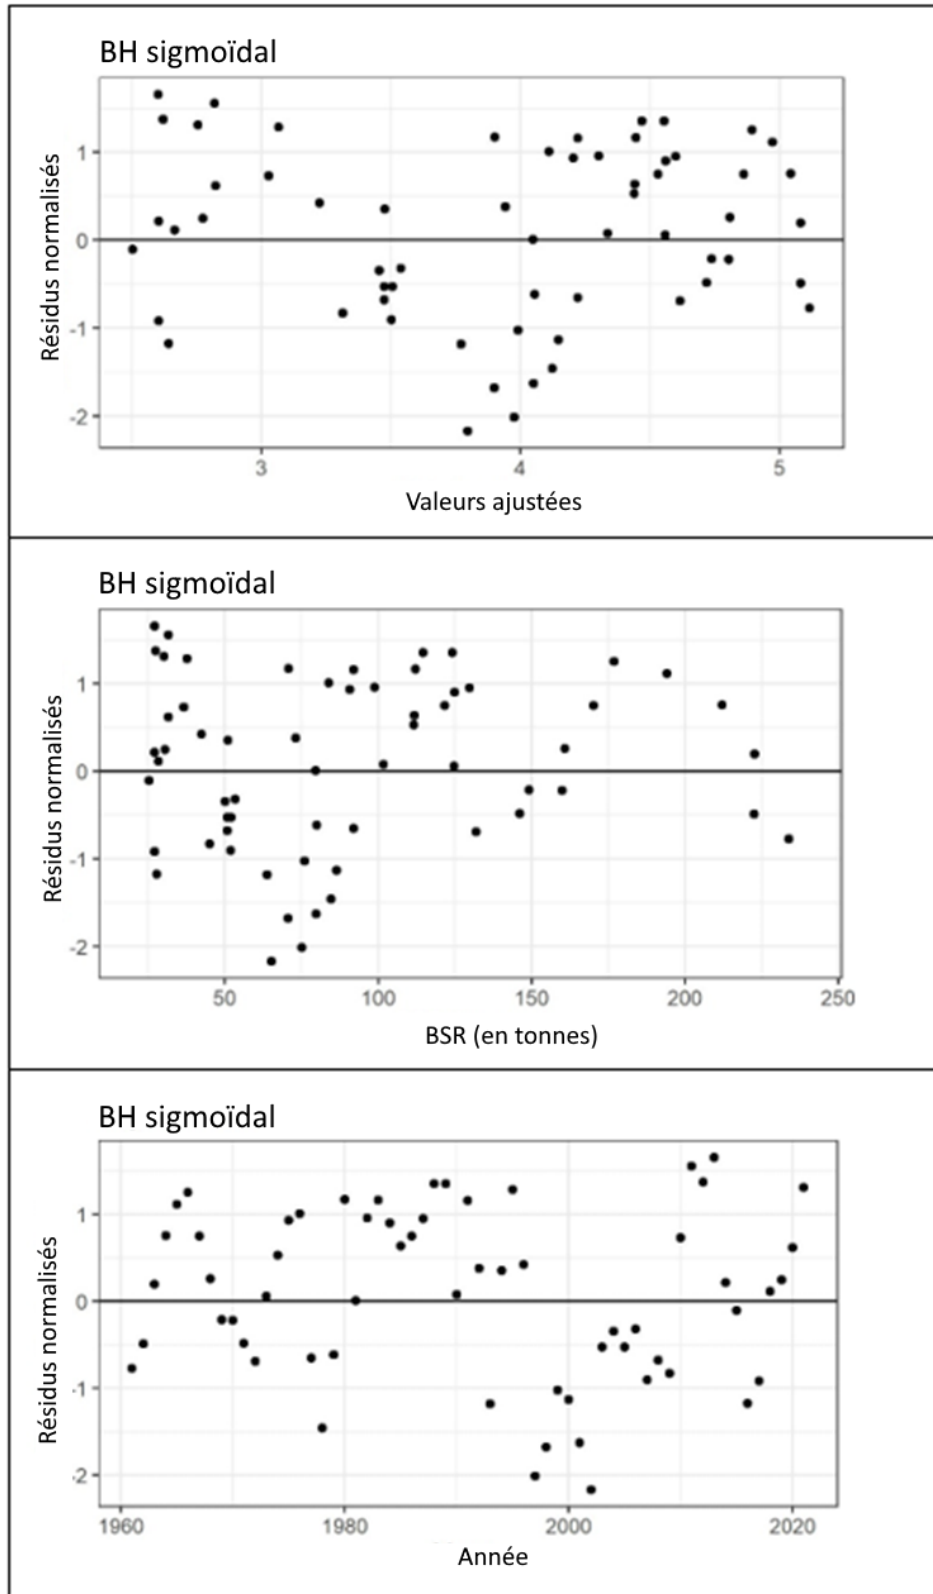 BH sigmoïdal
Résidus normalisés
1
0
-1
-2
3 4 5
Valeurs ajustées
BH sigmoïdal
Résidus normalisés
1
0
-1
-2
50 100 150 200 250
BSR (en tonnes)
BH sigmoïdal
Résidus normalisés
1
0
-1
-2
1960 1980 2000 2020
Année